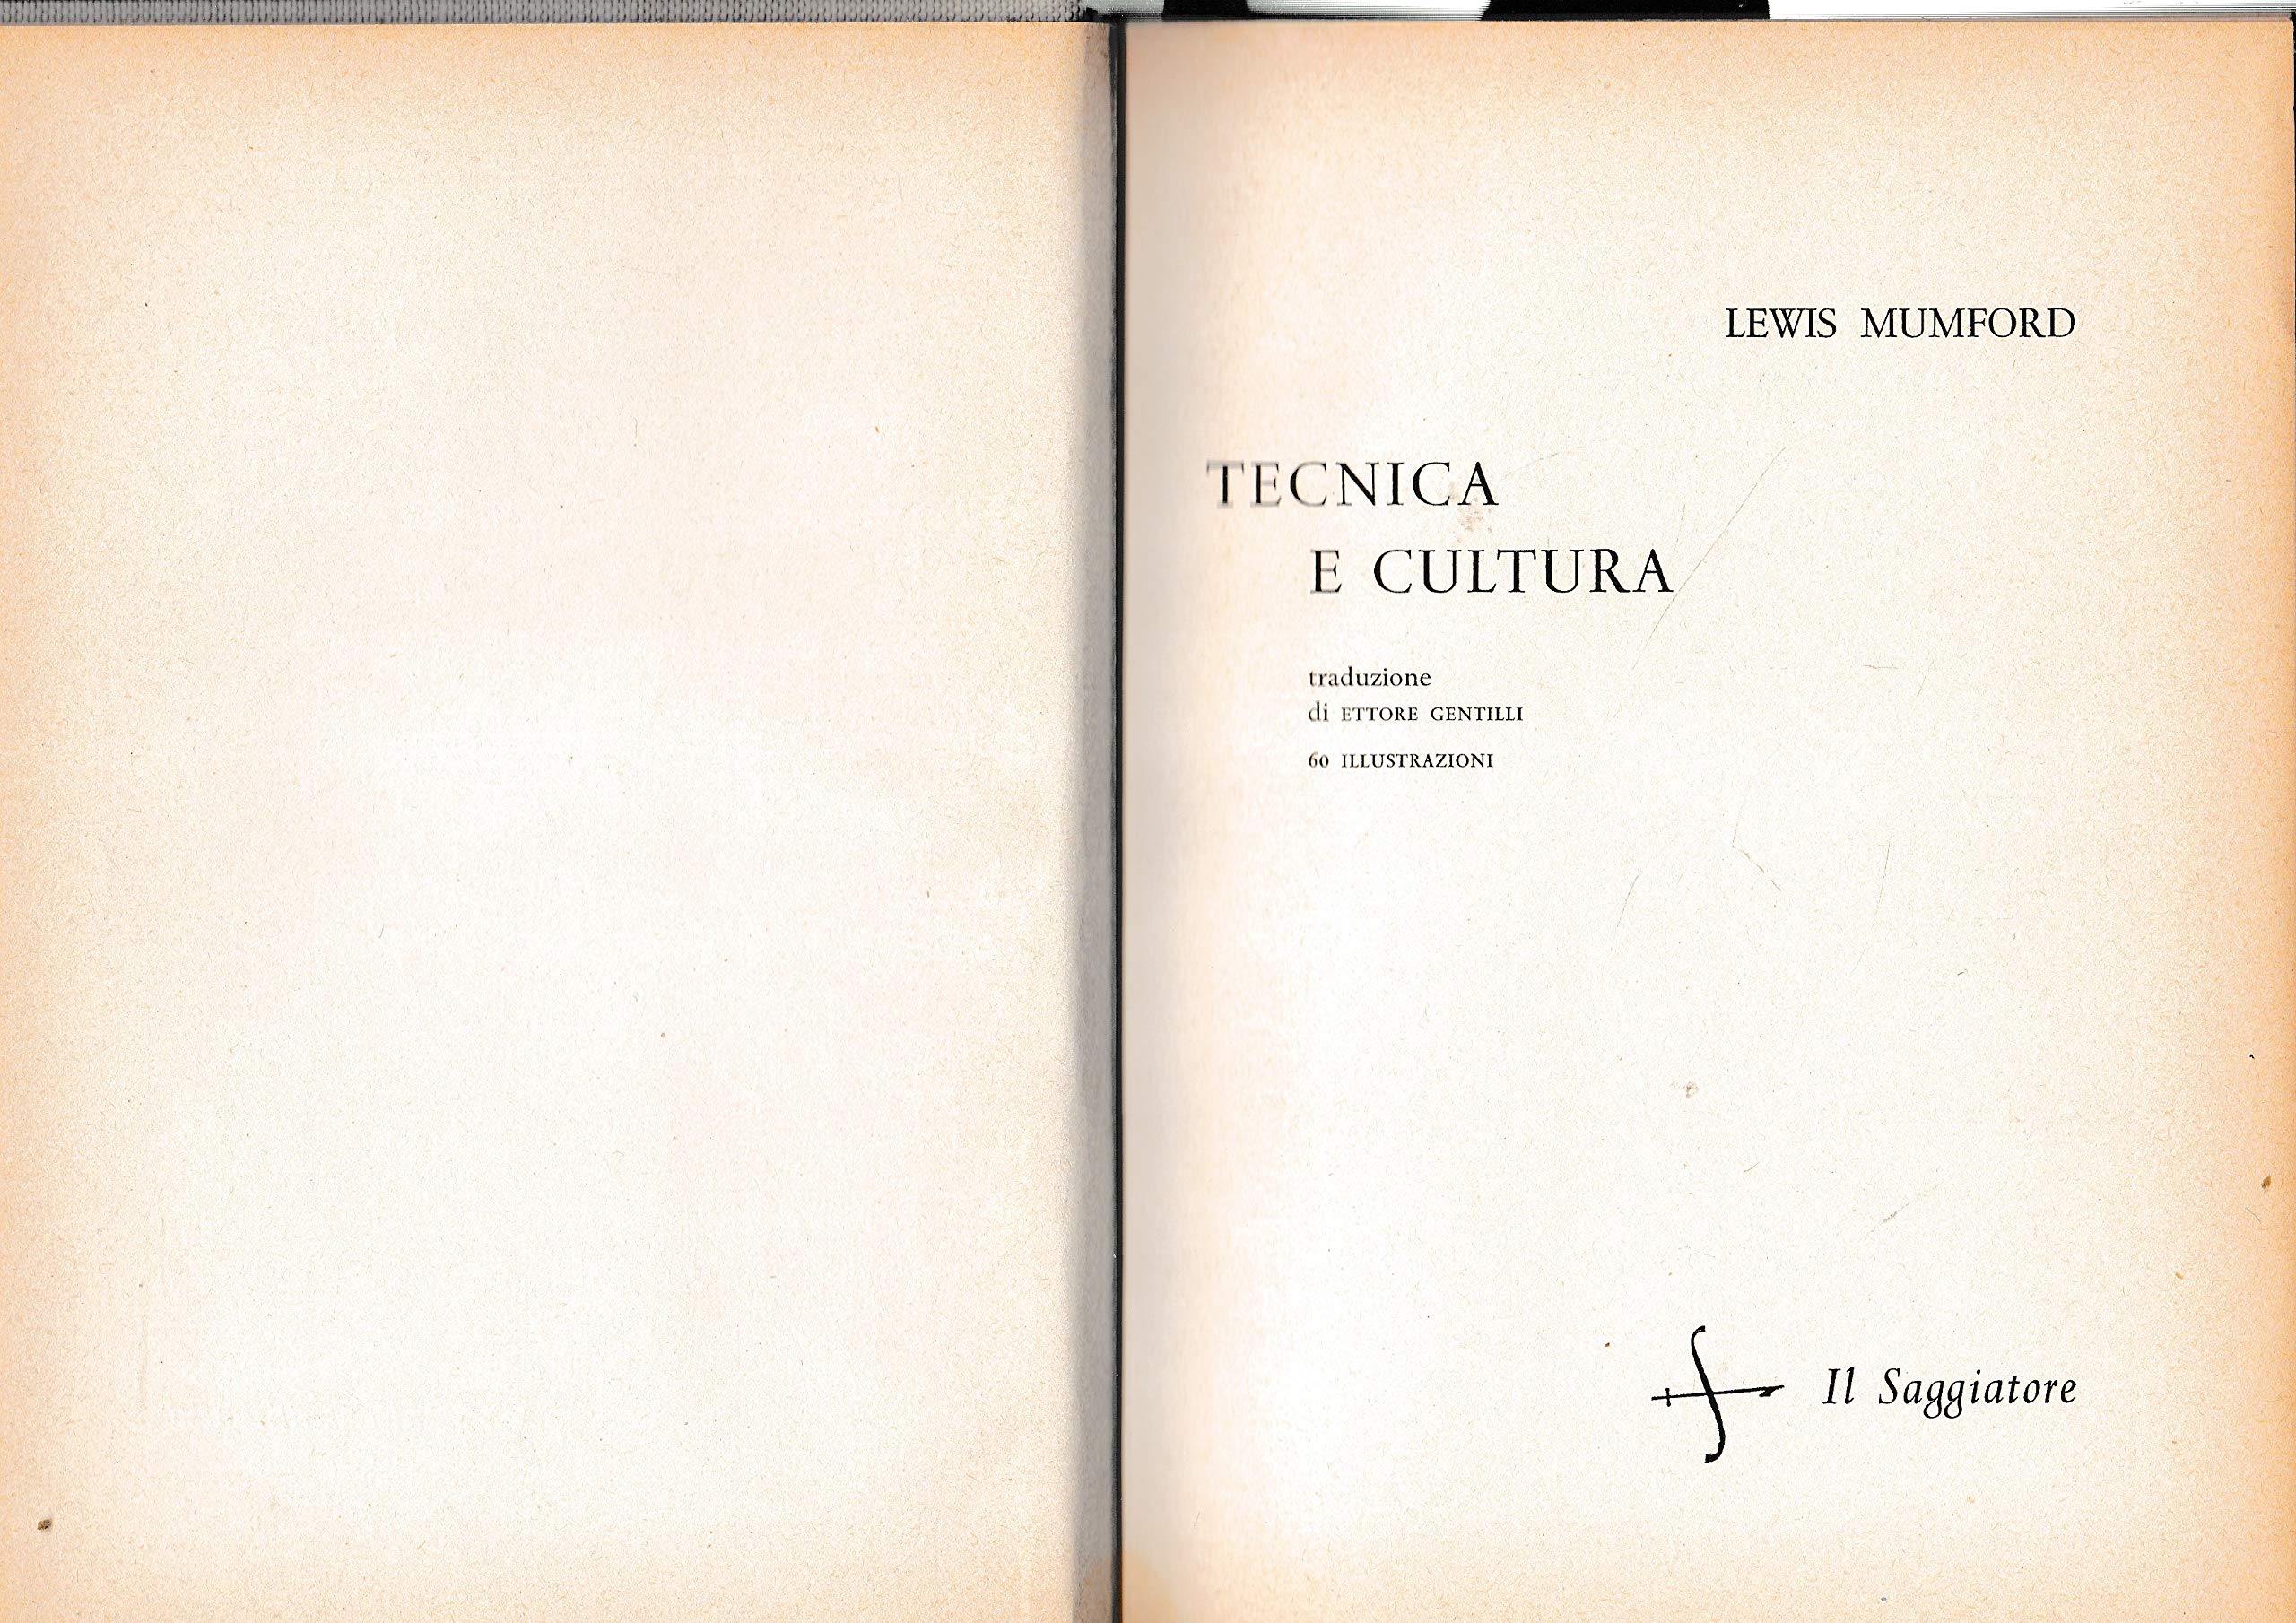 LEWIS MUMFORD
TECNICA
E CULTURA
traduzione
di ETTORE GENTILLI
60 ILLUSTRAZIONI
Il Saggiatore